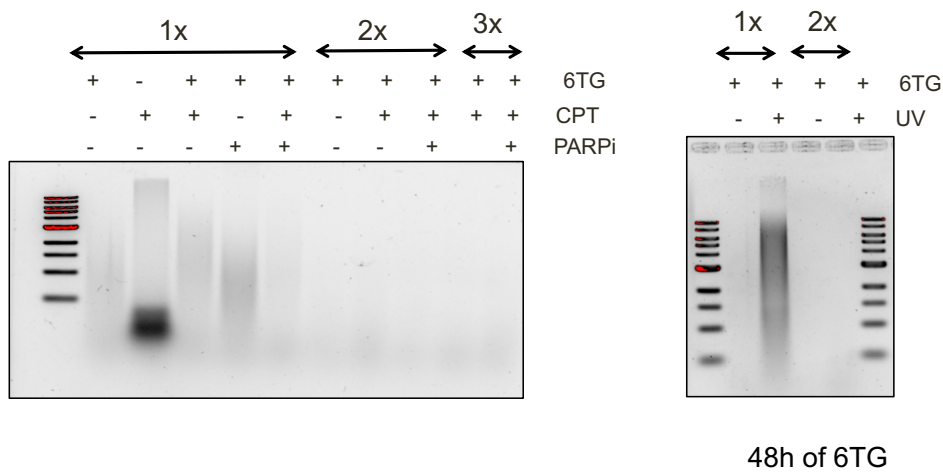 1x 2x 3x
+ - + + + + + + + + 6TG
- + + - + - + + + + CPT
- - - + + - - + + PARPi
1x 2x
+ + + + 6TG
- + - + UV
48h of 6TG